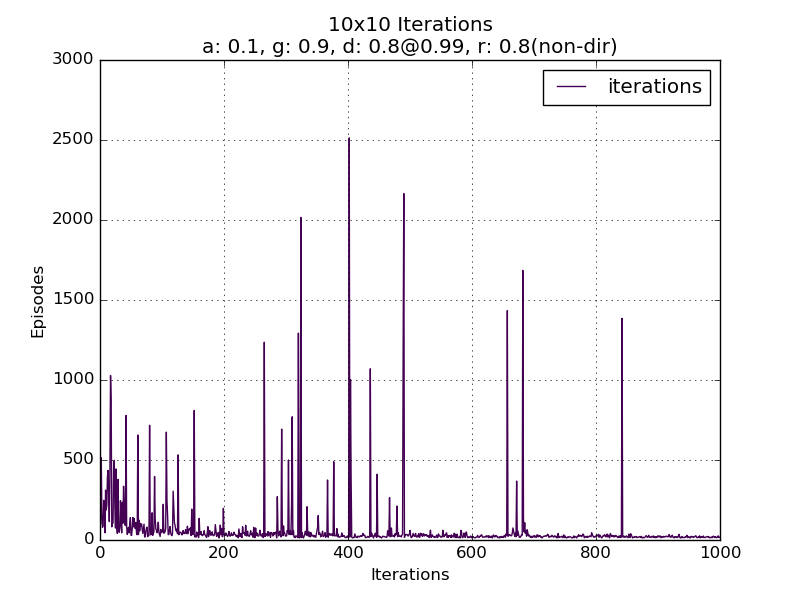 10x10 Iterations
a: 0.1, g: 0.9, d: 0.8@0.99, r: 0.8(non-dir)
iterations
3000
2500
2000
1500
1000
500
0
Episodes
0 200 400 600 800 1000
Iterations